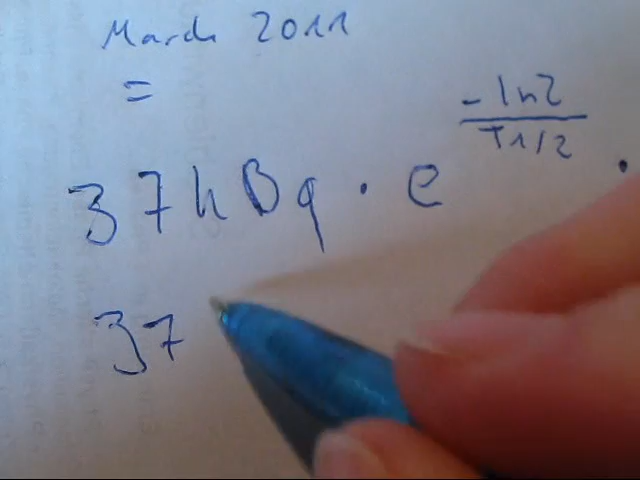 March 2011
=
37kBq · e^(-ln2/T1/2) ·
37